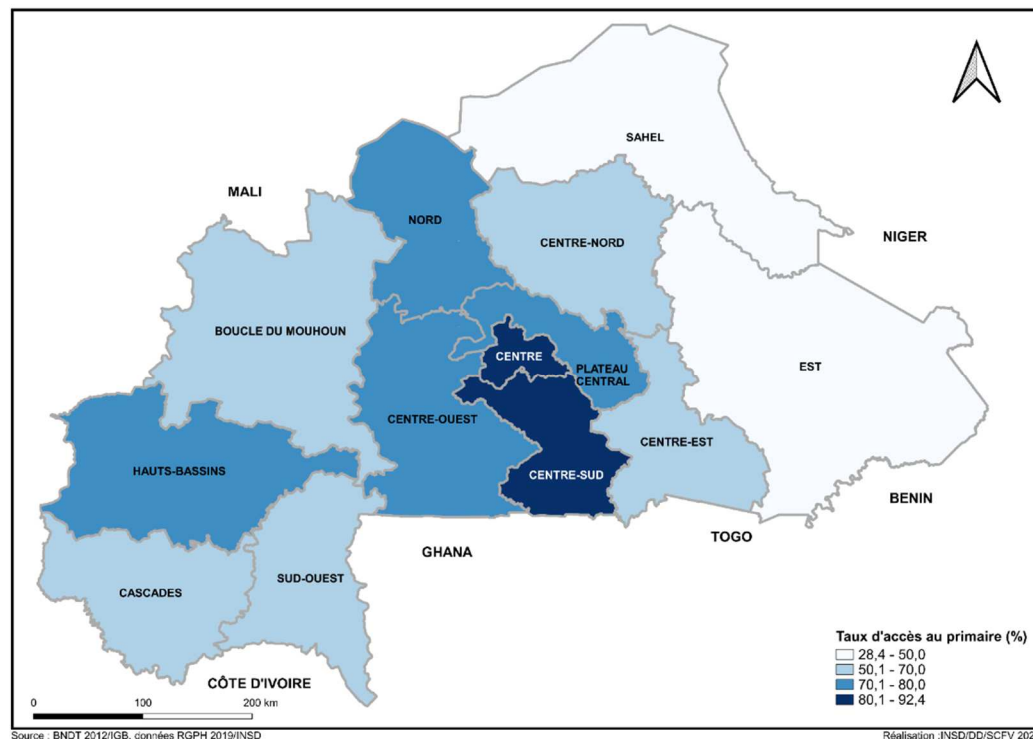 SAHEL
MALI
NORD
NIGER
CENTRE-NORD
BOUCLE DU MOUHOUN
CENTRE
EST
PLATEAU
CENTRAL
CENTRE-OUEST
CENTRE-EST
HAUTS-BASSINS
CENTRE-SUD
BENIN
TOGO
GHANA
SUD-OUEST
CASCADES
Taux d'accès au primaire (%)
28,4 - 50,0
50,1 - 70,0
70,1 - 80,0
80,1 - 92,4
CÔTE D'IVOIRE
0 100 200 km
Source : BNDT 2012/IGB, données RGPH 2019/INSD
Réalisation :INSD/DD/SCFV